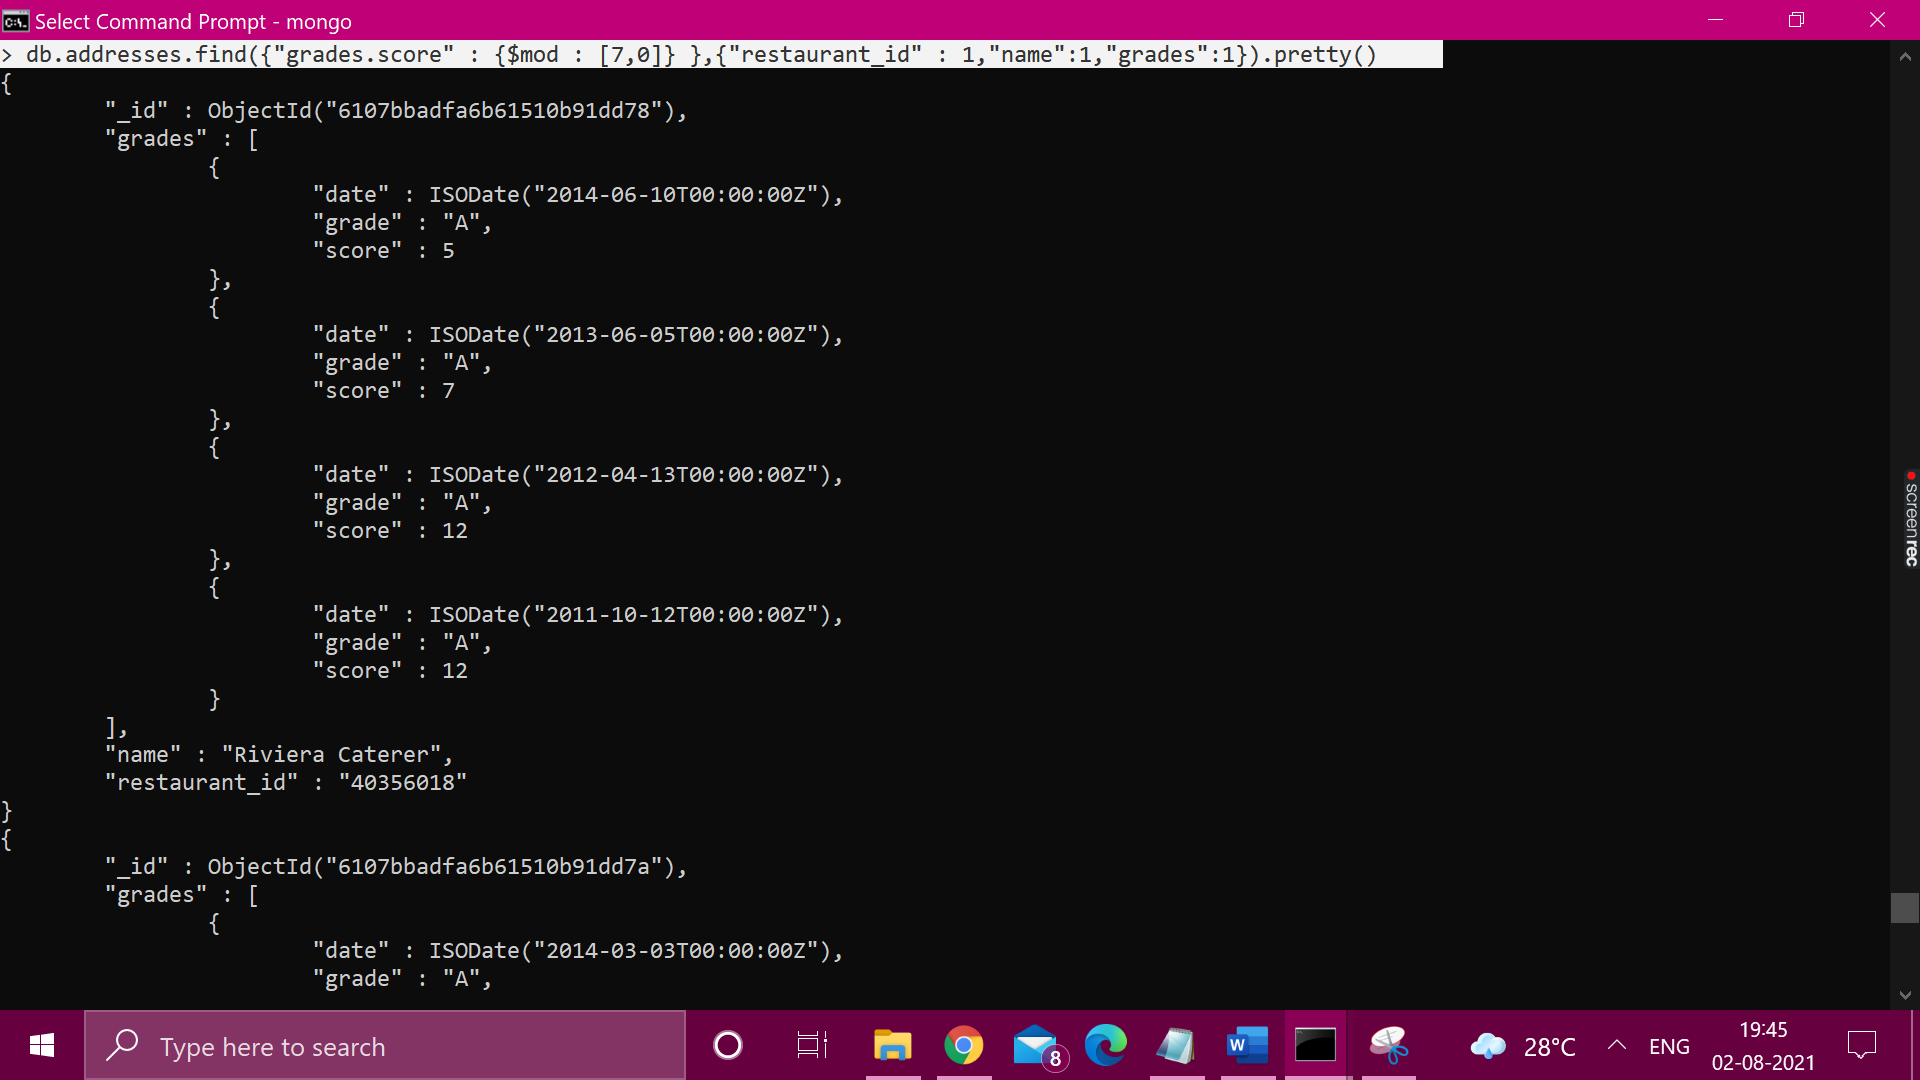 Select Command Prompt - mongo
> db.addresses.find({"grades.score" : {$mod : [7,0]} },{"restaurant_id" : 1,"name":1,"grades":1}).pretty()
{
"_id" : ObjectId("6107bbadfa6b61510b91dd78"),
"grades" : [
{
"date" : ISODate("2014-06-10T00:00:00Z"),
"grade" : "A",
"score" : 5
},
{
"date" : ISODate("2013-06-05T00:00:00Z"),
"grade" : "A",
"score" : 7
},
{
"date" : ISODate("2012-04-13T00:00:00Z"),
"grade" : "A",
"score" : 12
},
{
"date" : ISODate("2011-10-12T00:00:00Z"),
"grade" : "A",
"score" : 12
}
],
"name" : "Riviera Caterer",
"restaurant_id" : "40356018"
}
{
"_id" : ObjectId("6107bbadfa6b61510b91dd7a"),
"grades" : [
{
"date" : ISODate("2014-03-03T00:00:00Z"),
"grade" : "A",
screenrec
Type here to search
8
W
28°C
ENG
19:45
02-08-2021